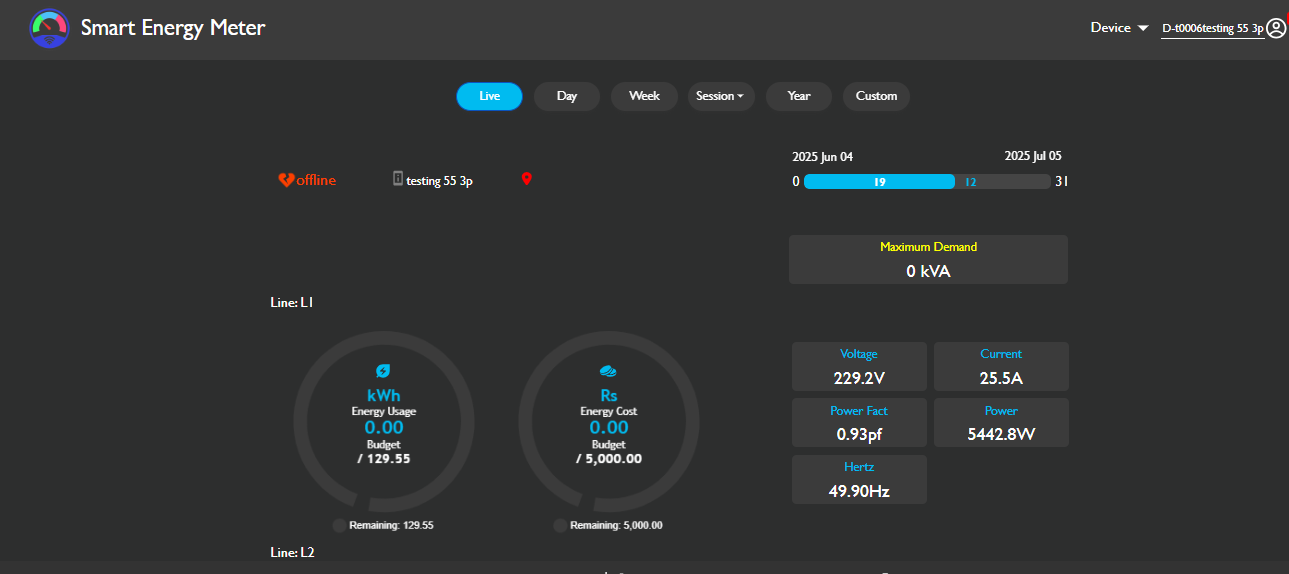 Smart Energy Meter
Device
D-t0006testing 55 3p
Live
Day
Week
Session
Year
Custom
2025 Jun 04
2025 Jul 05
offline
testing 55 3p
0
19
12
31
Maximum Demand
0 kVA
Line: L1
kWh
Energy Usage
0.00
Budget
/ 129.55
Remaining: 129.55
Rs
Energy Cost
0.00
Budget
/ 5,000.00
Remaining: 5,000.00
Voltage
229.2V
Current
25.5A
Power Fact
0.93pf
Power
5442.8W
Hertz
49.90Hz
Line: L2